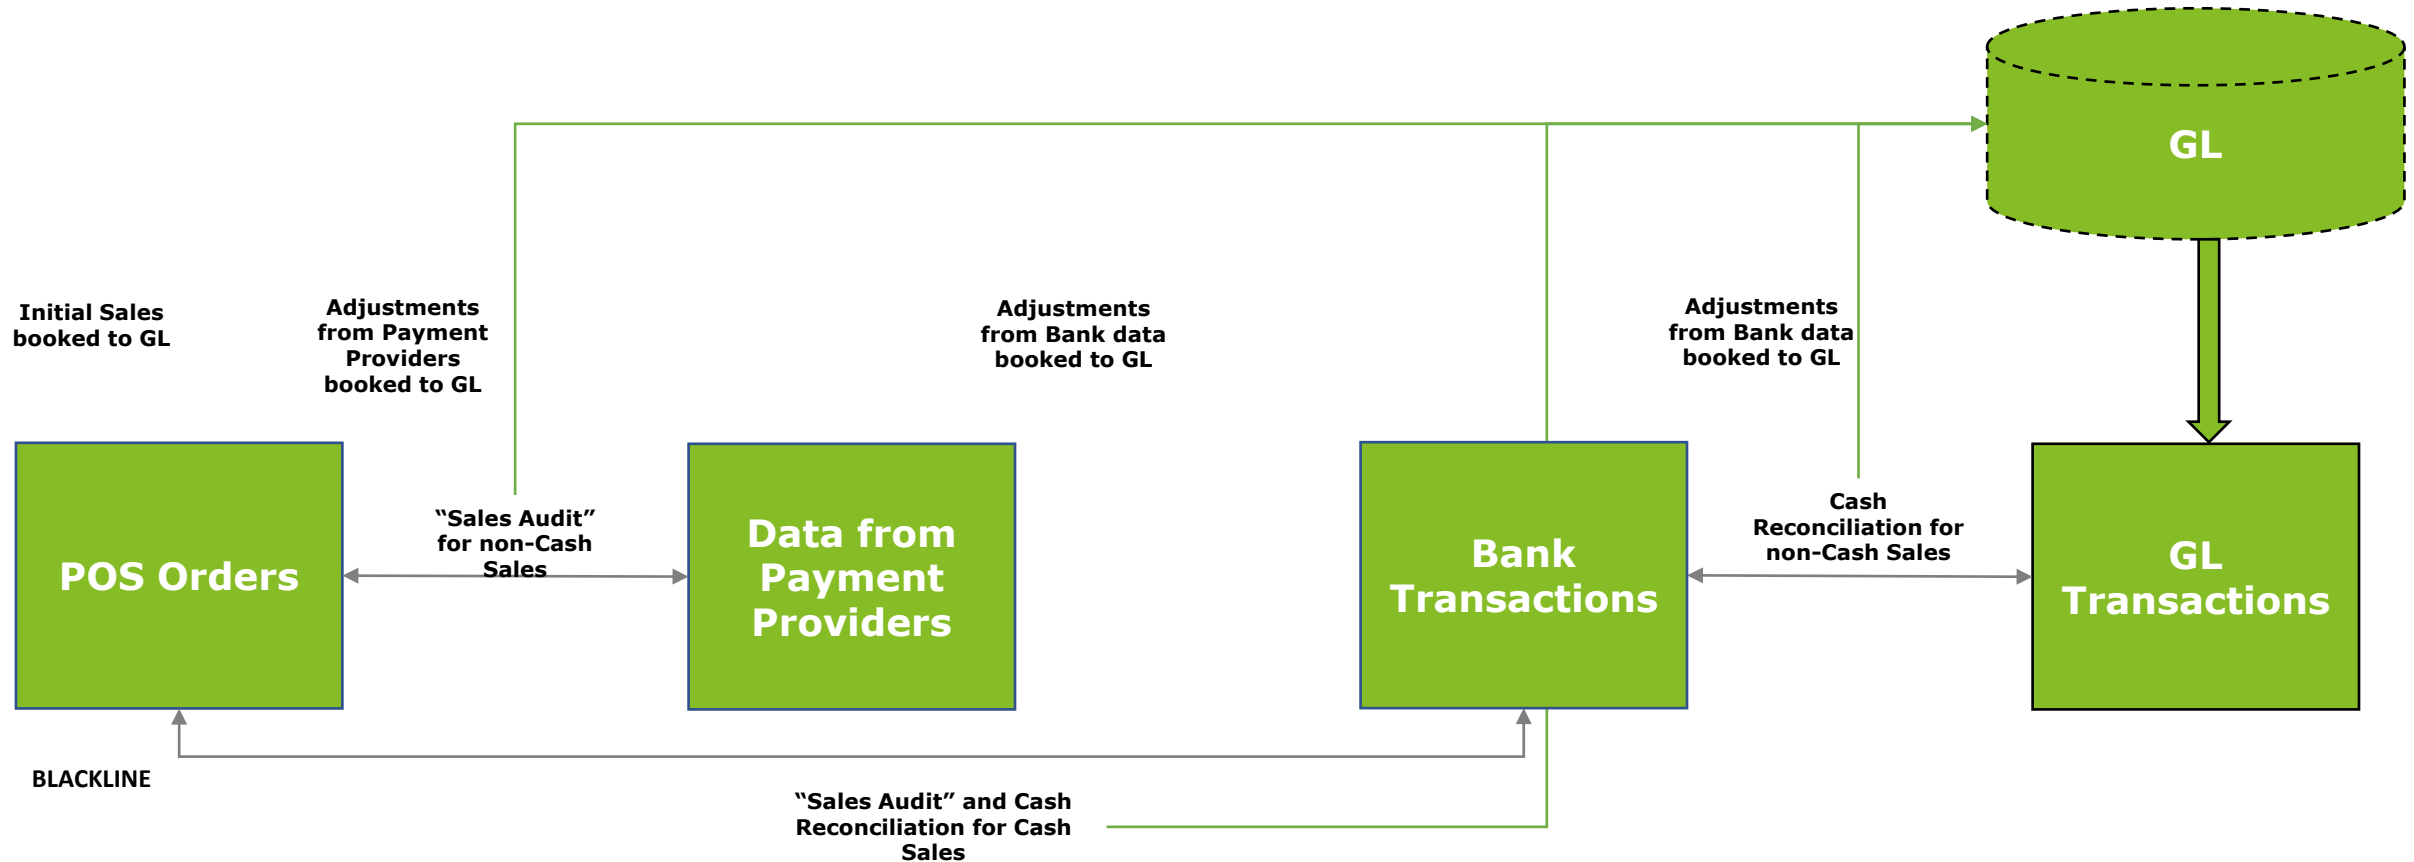 GL
Initial Sales
booked to GL
Adjustments
from Payment
Providers
booked to GL
Adjustments
from Bank data
booked to GL
Adjustments
from Bank data
booked to GL
POS Orders
“Sales Audit”
for non-Cash
Sales
Data from
Payment
Providers
Bank
Transactions
Cash
Reconciliation for
non-Cash Sales
GL
Transactions
BLACKLINE
“Sales Audit” and Cash
Reconciliation for Cash
Sales